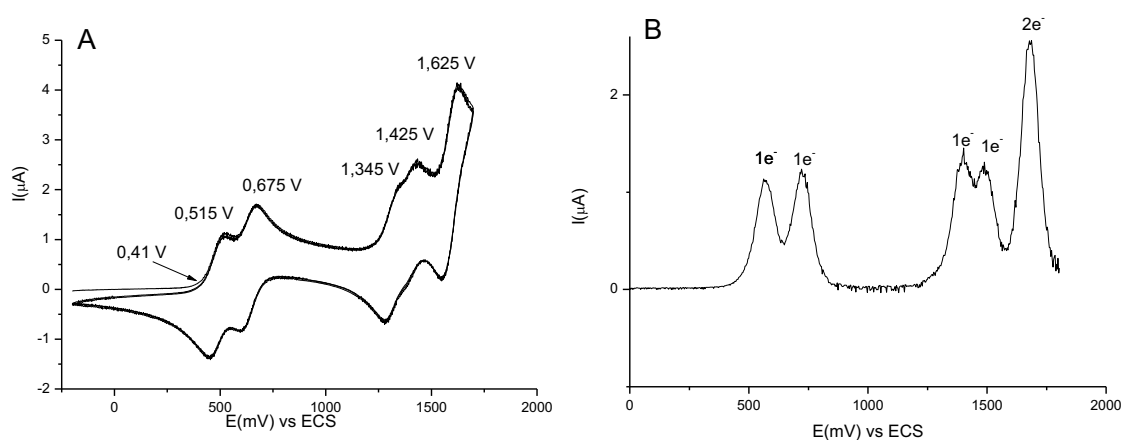 A
5
4
3
2
1
0
-1
-2
I(µA)
0,41 V
0,515 V
0,675 V
1,345 V
1,425 V
1,625 V
0
500
1000
1500
2000
E(mV) vs ECS
B
2
0
I(µA)
1e-
1e-
1e-
1e-
2e-
0
500
1000
1500
2000
E(mV) vs ECS